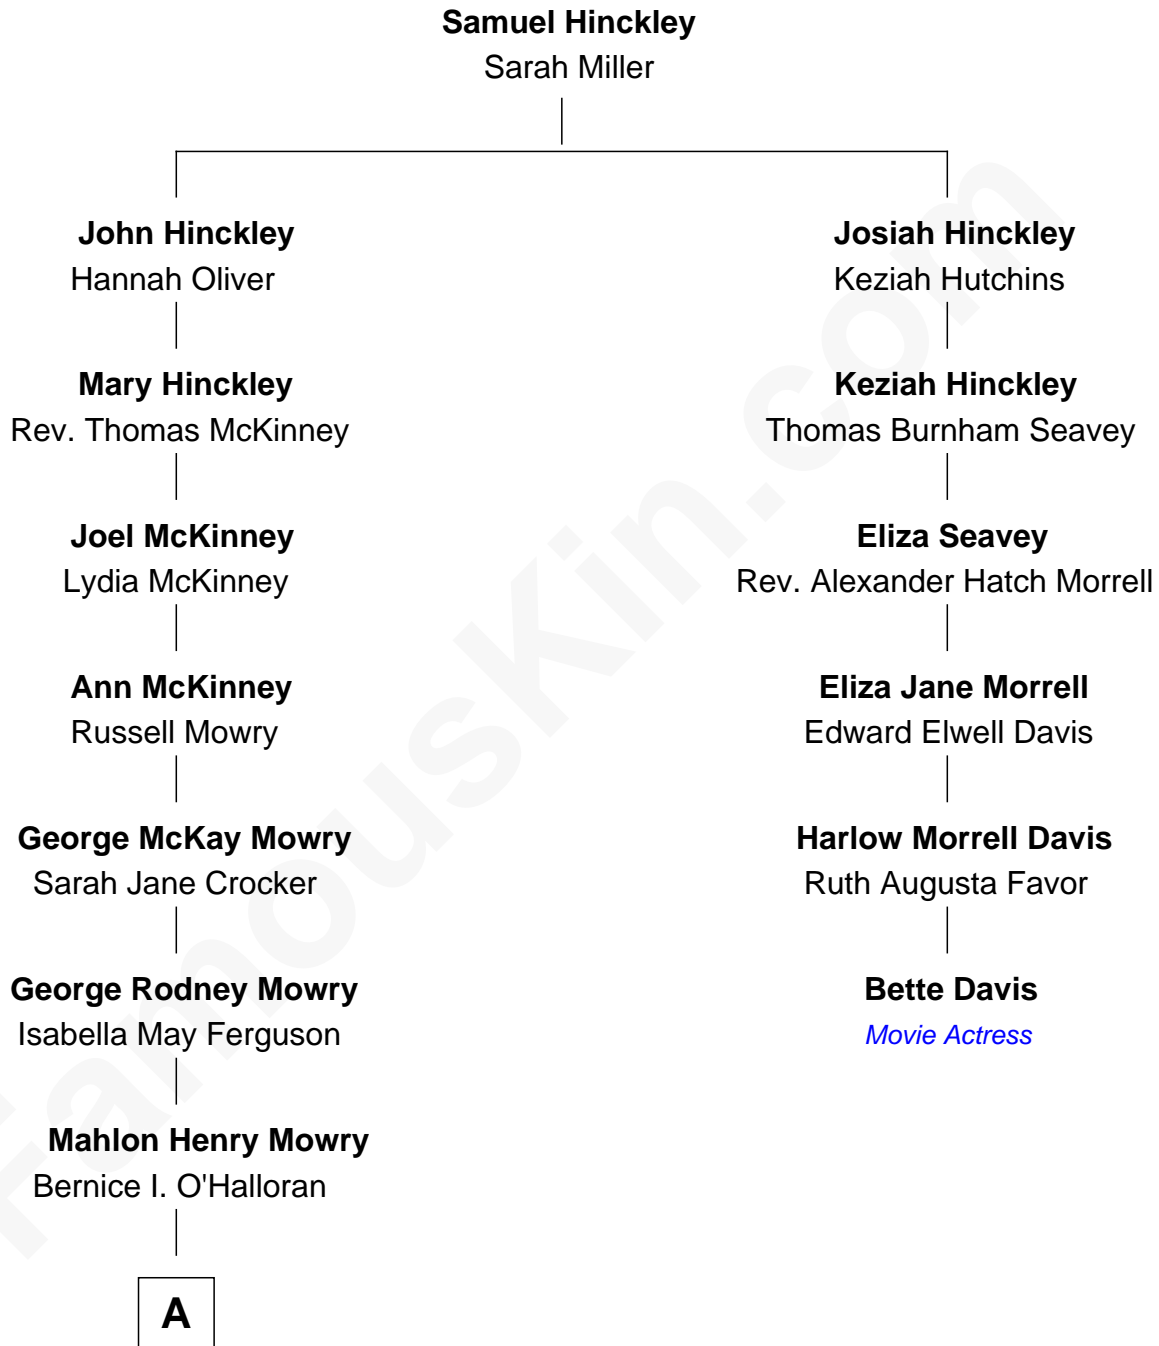 Samuel Hinckley
Sarah Miller
John Hinckley
Hannah Oliver
Josiah Hinckley
Keziah Hutchins
Mary Hinckley
Rev. Thomas McKinney
Keziah Hinckley
Thomas Burnham Seavey
Joel McKinney
Lydia McKinney
Eliza Seavey
Rev. Alexander Hatch Morrell
Ann McKinney
Russell Mowry
Eliza Jane Morrell
Edward Elwell Davis
George McKay Mowry
Sarah Jane Crocker
Harlow Morrell Davis
Ruth Augusta Favor
George Rodney Mowry
Isabella May Ferguson
Bette Davis
Movie Actress
Mahlon Henry Mowry
Bernice I. O'Halloran
A
FamousKin.com